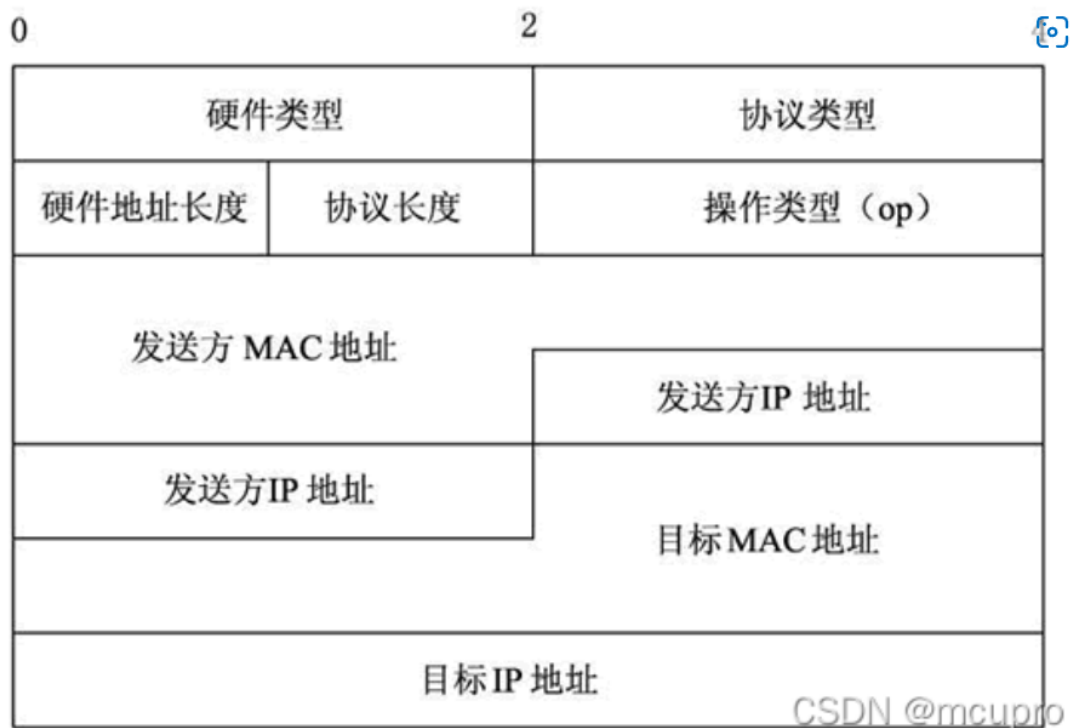 0 2 4
硬件类型 协议类型
硬件地址长度 协议长度 操作类型（op）
发送方 MAC 地址
发送方IP 地址
发送方IP 地址
目标MAC 地址
目标IP 地址
CSDN @mcupro